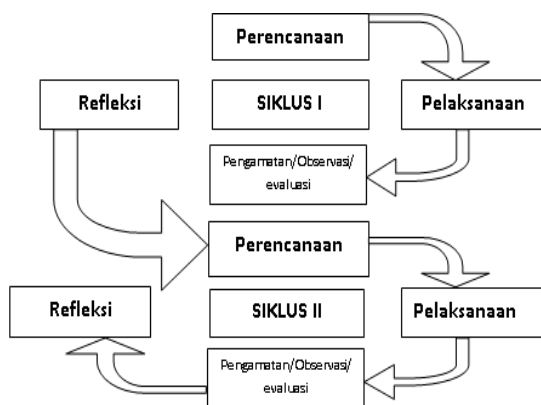 Perencanaan
Refleksi
SIKLUS I
Pelaksanaan
Pengamatan/Observasi/
evaluasi
Perencanaan
Refleksi
SIKLUS II
Pelaksanaan
Pengamatan/Observasi/
evaluasi